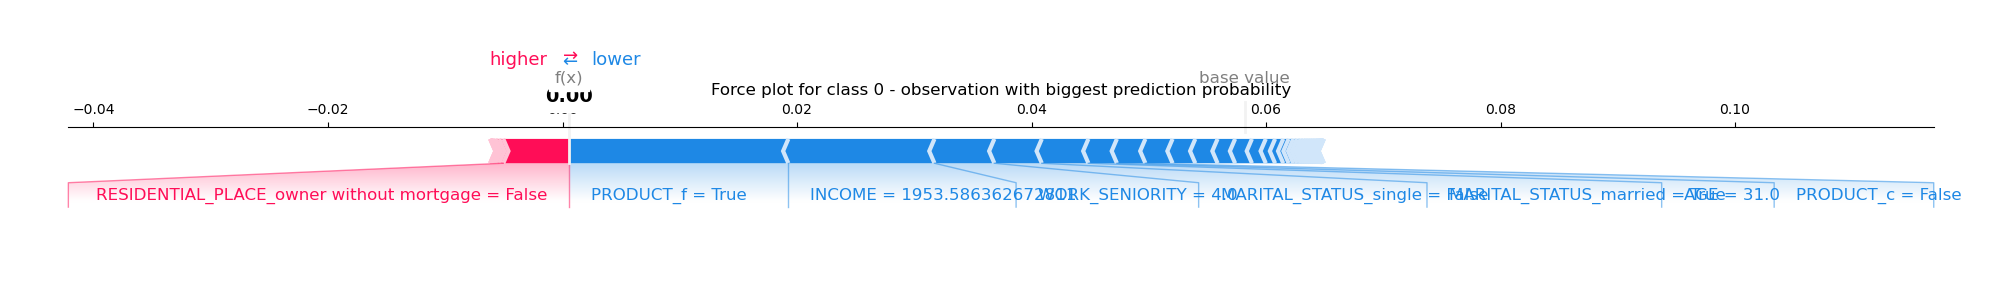 higher ⇄ lower
f(x) base value
Force plot for class 0 - observation with biggest prediction probability
0.00
−0.04 −0.02 0.02 0.04 0.06 0.08 0.10
RESIDENTIAL_PLACE_owner without mortgage = False PRODUCT_f = True INCOME = 1953.5863626728 WORK_SENIORITY = 4.0 MARITAL_STATUS_single = False MARITAL_STATUS_married = True AGE = 31.0 PRODUCT_c = False